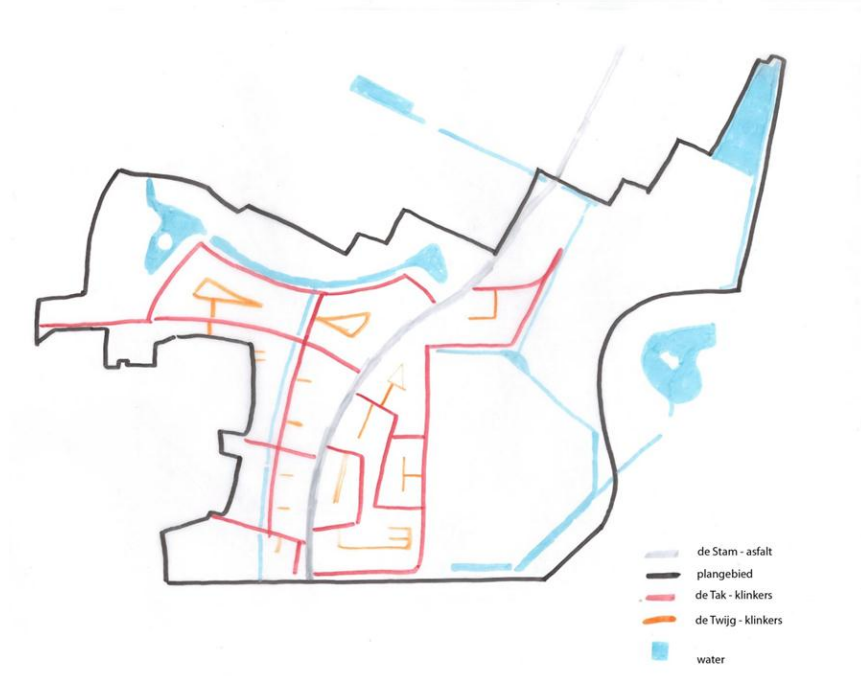 de Stam - asfalt
plangebied
de Tak - klinkers
de Twijg - klinkers
water